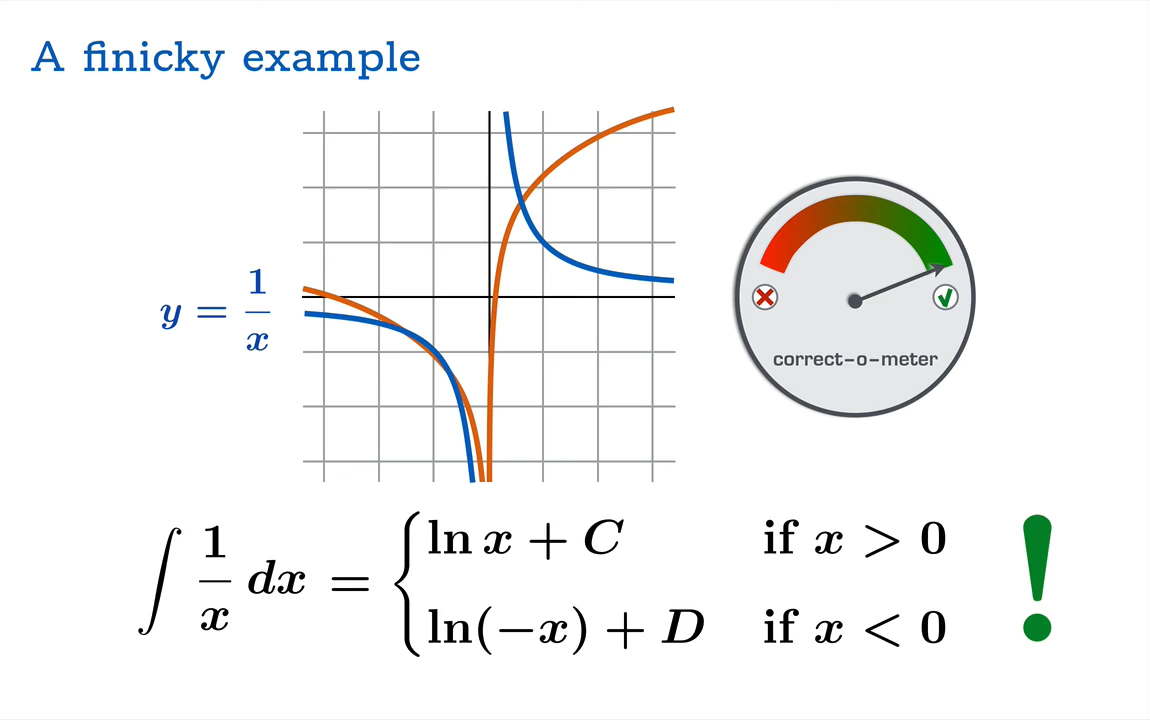 A finicky example
y = 1/x
correct-o-meter
∫ 1/x dx = { ln x + C if x > 0
ln(−x) + D if x < 0
!